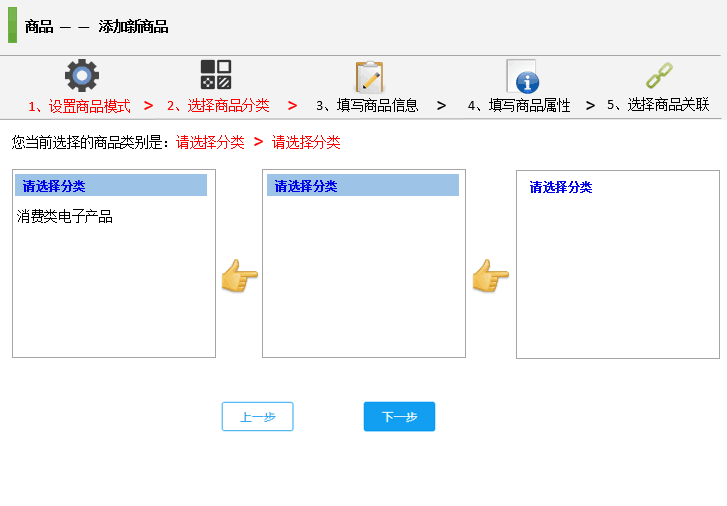 商品 — — 添加新商品
1、设置商品模式 > 2、选择商品分类 > 3、填写商品信息 > 4、填写商品属性 > 5、选择商品关联
您当前选择的商品类别是：请选择分类 > 请选择分类
请选择分类 请选择分类 请选择分类
消费类电子产品
上一步 下一步